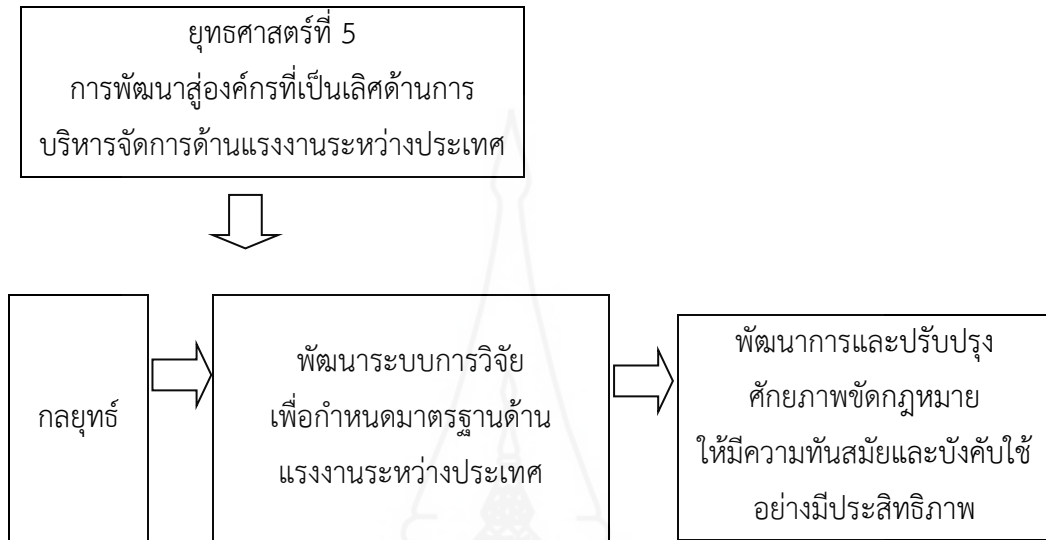 ยุทธศาสตร์ที่ 5
การพัฒนาสู่องค์กรที่เป็นเลิศด้านการ
บริหารจัดการด้านแรงงานระหว่างประเทศ
กลยุทธ์
พัฒนาระบบการวิจัย
เพื่อกำหนดมาตรฐานด้าน
แรงงานระหว่างประเทศ
พัฒนาการและปรับปรุง
ศักยภาพขัดกฎหมาย
ให้มีความทันสมัยและบังคับใช้
อย่างมีประสิทธิภาพ